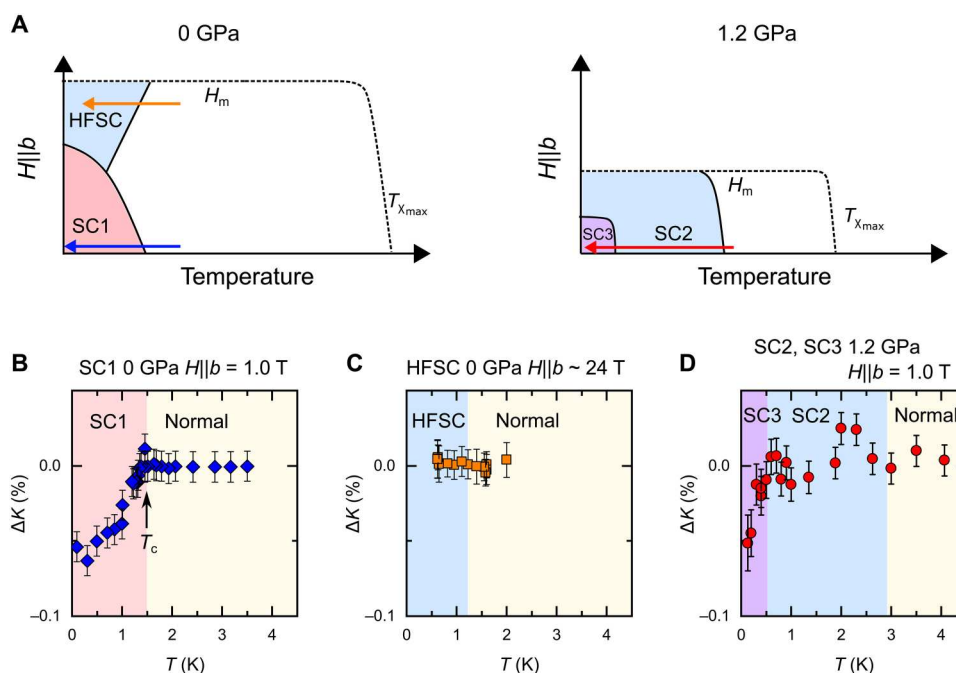 A
0 GPa
1.2 GPa
H||b
HFSC
SC1
H_m
T_χmax
Temperature
H||b
SC3
SC2
H_m
T_χmax
Temperature
B
SC1 0 GPa H||b = 1.0 T
SC1
Normal
T_c
0.0
–0.1
ΔK (%)
0 1 2 3 4
T (K)
C
HFSC 0 GPa H||b ~ 24 T
HFSC
Normal
0.0
–0.1
ΔK (%)
0 1 2 3 4
T (K)
D
SC2, SC3 1.2 GPa
H||b = 1.0 T
SC3
SC2
Normal
0.0
–0.1
ΔK (%)
0 1 2 3 4
T (K)